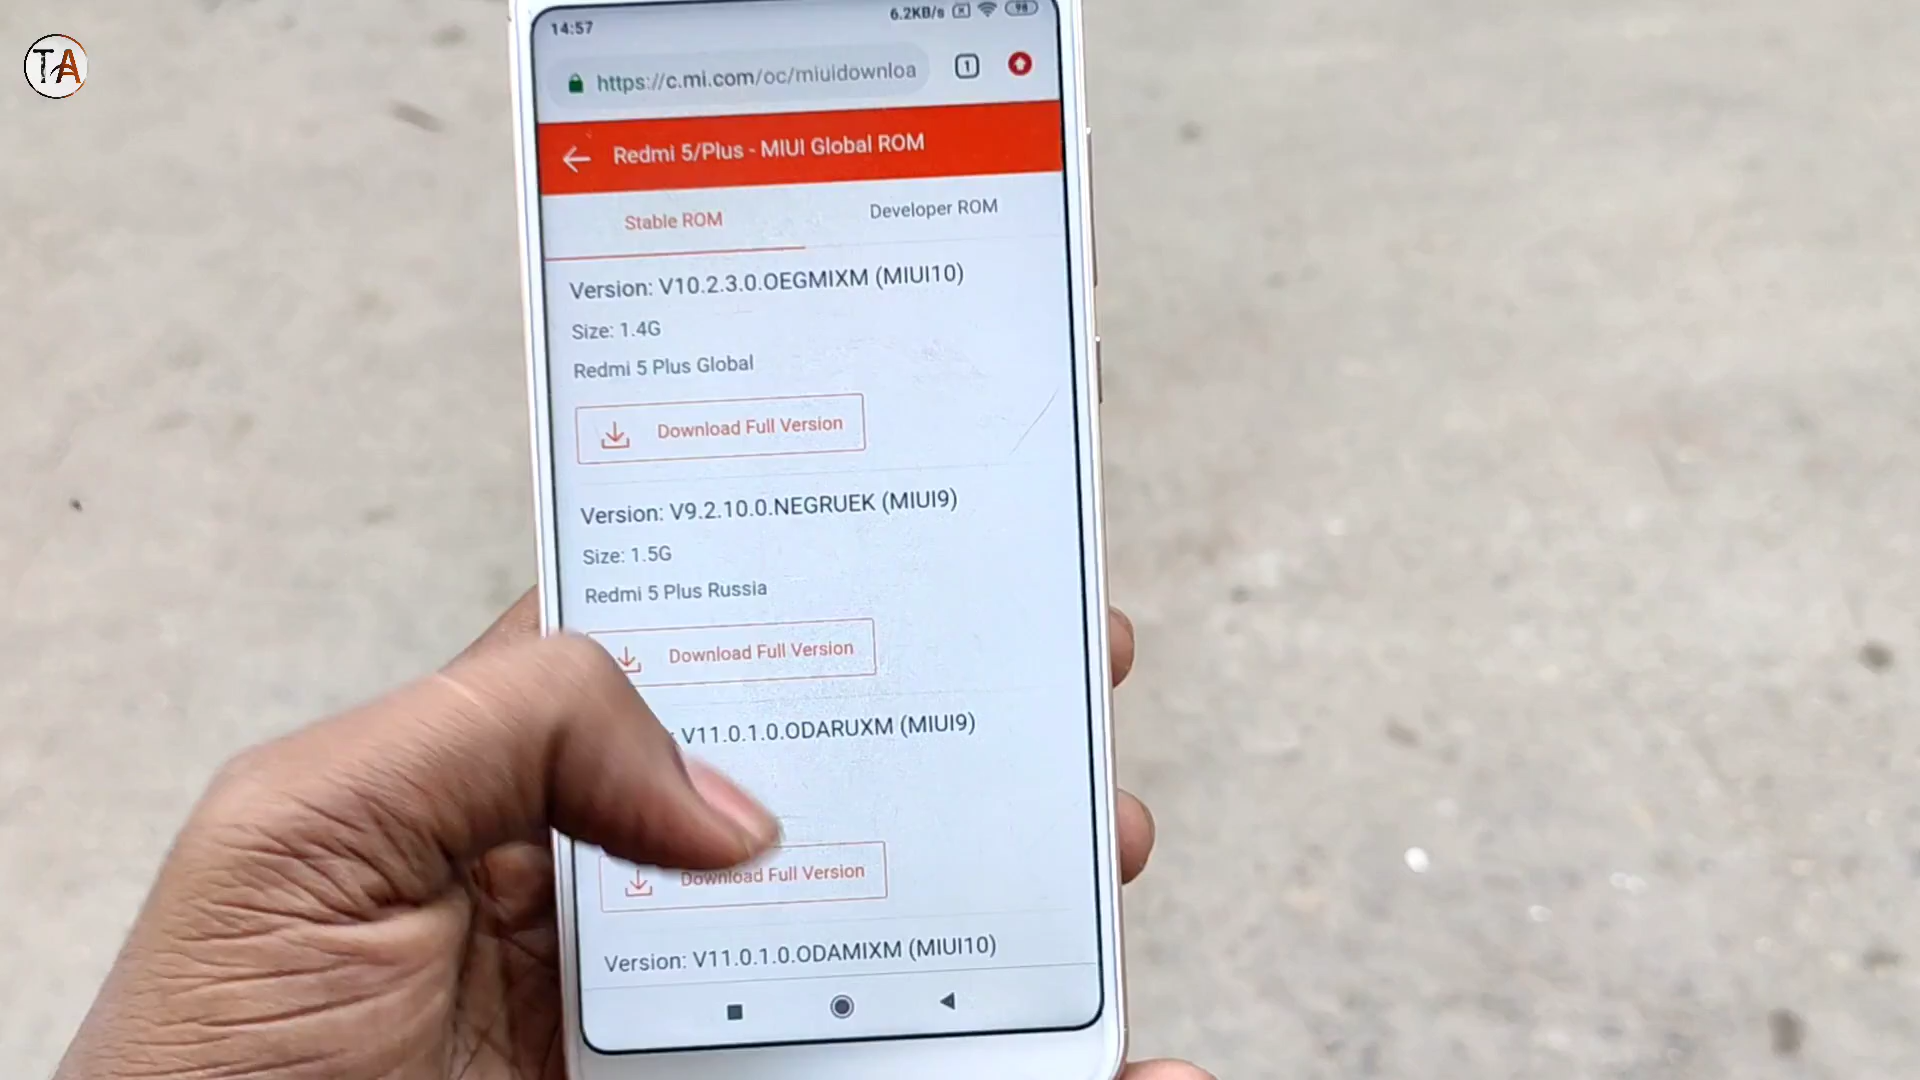 TA
14:57
6.2KB/s 98
https://c.mi.com/oc/miuidownloa
1
Redmi 5/Plus - MIUI Global ROM
Stable ROM
Developer ROM
Version: V10.2.3.0.OEGMIXM (MIUI10)
Size: 1.4G
Redmi 5 Plus Global
Download Full Version
Version: V9.2.10.0.NEGRUEK (MIUI9)
Size: 1.5G
Redmi 5 Plus Russia
Download Full Version
: V11.0.1.0.ODARUXM (MIUI9)
Download Full Version
Version: V11.0.1.0.ODAMIXM (MIUI10)